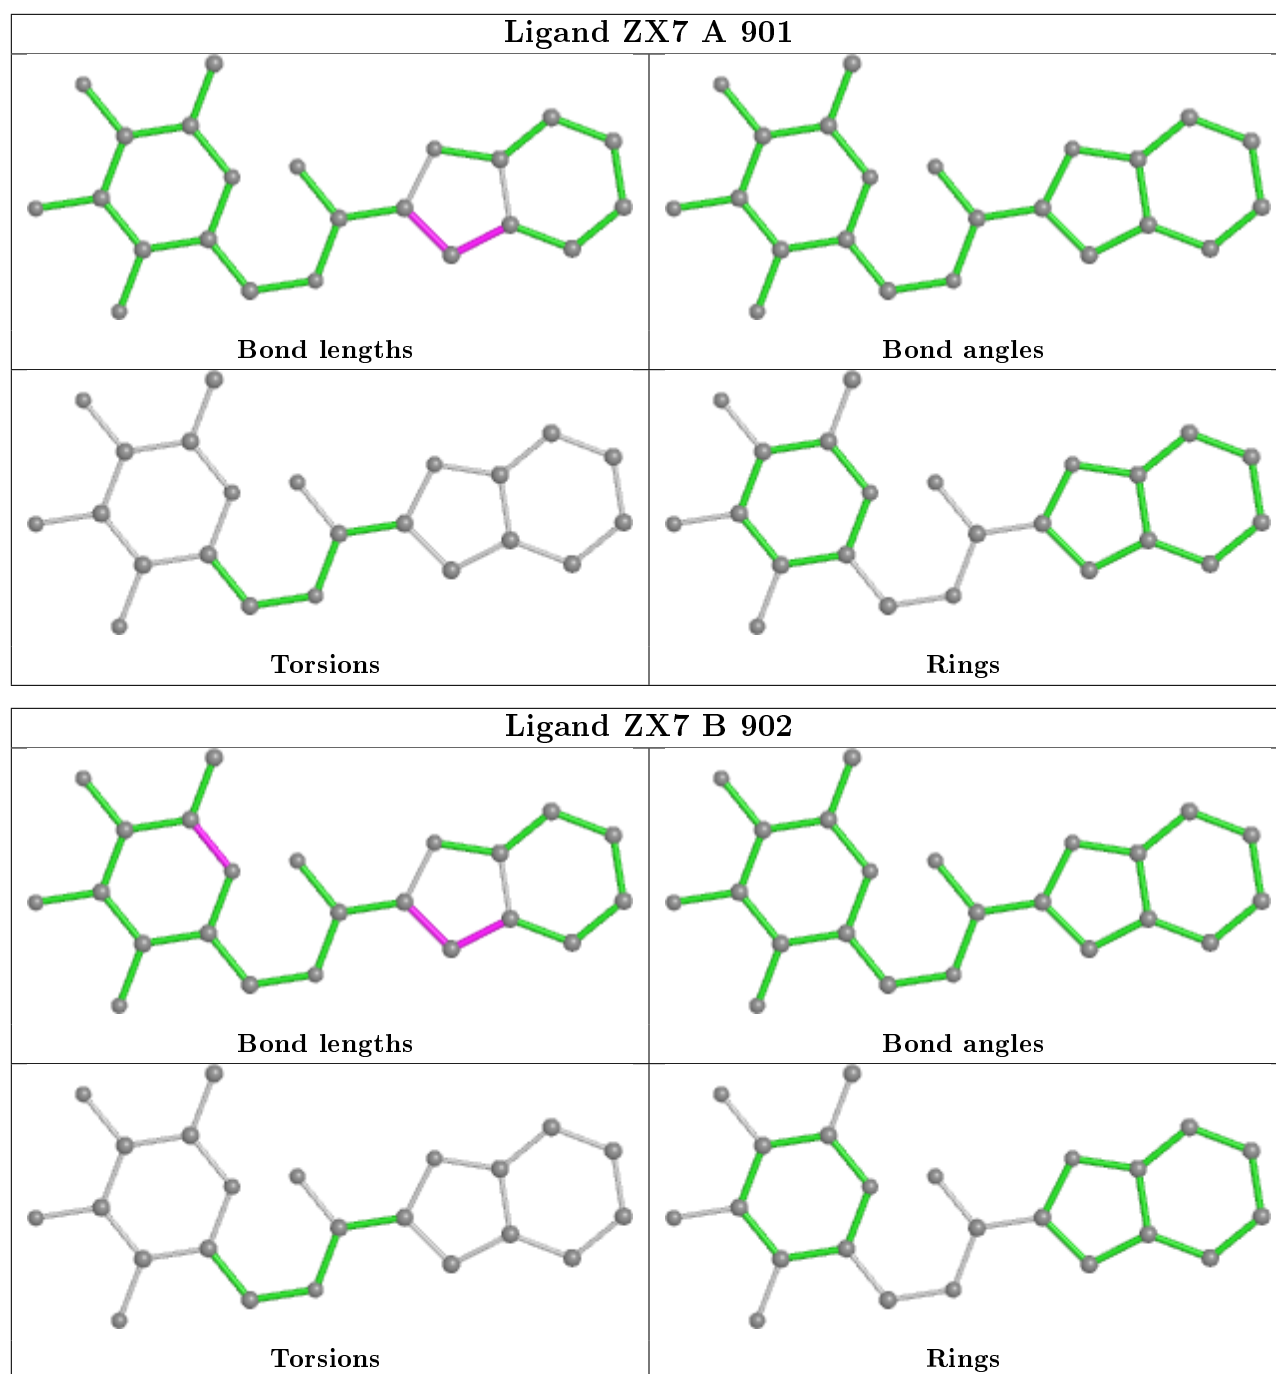 Ligand ZX7 A 901
Bond lengths
Bond angles
Torsions
Rings
Ligand ZX7 B 902
Bond lengths
Bond angles
Torsions
Rings